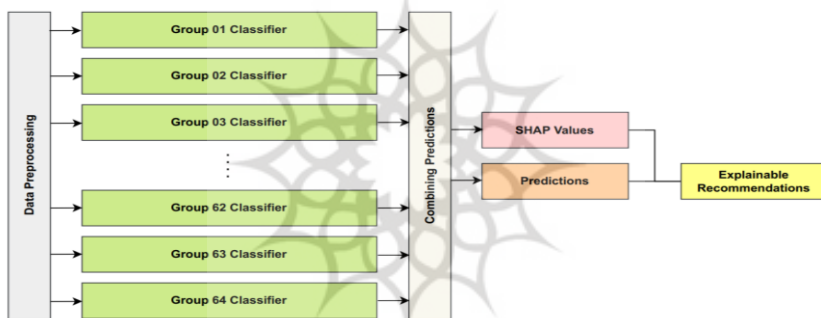 Data Preprocessing
Group 01 Classifier
Group 02 Classifier
Group 03 Classifier
Group 62 Classifier
Group 63 Classifier
Group 64 Classifier
Combining Predictions
SHAP Values
Predictions
Explainable
Recommendations